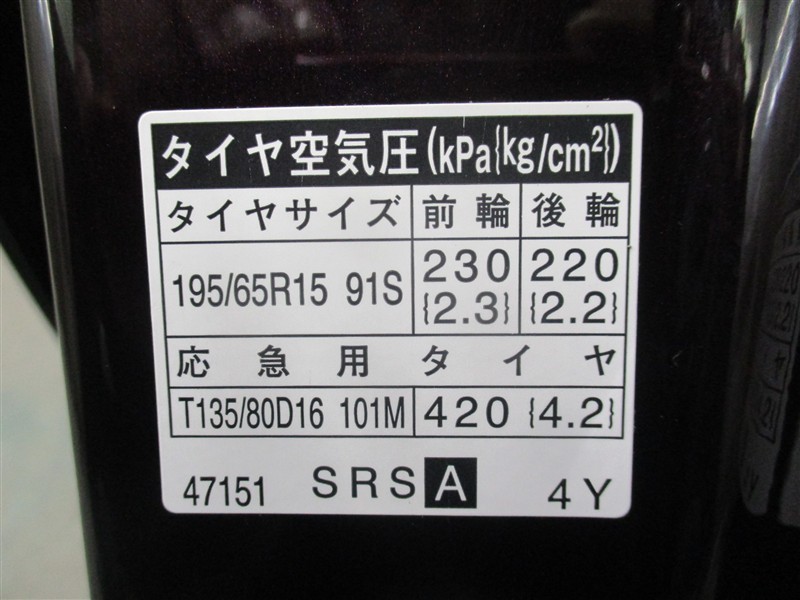 タイヤ空気圧(kPa{kg/cm²})
タイヤサイズ 前輪 後輪
195/65R15 91S 230 {2.3} 220 {2.2}
応急用タイヤ
T135/80D16 101M 420 {4.2}
47151 SRS A 4Y